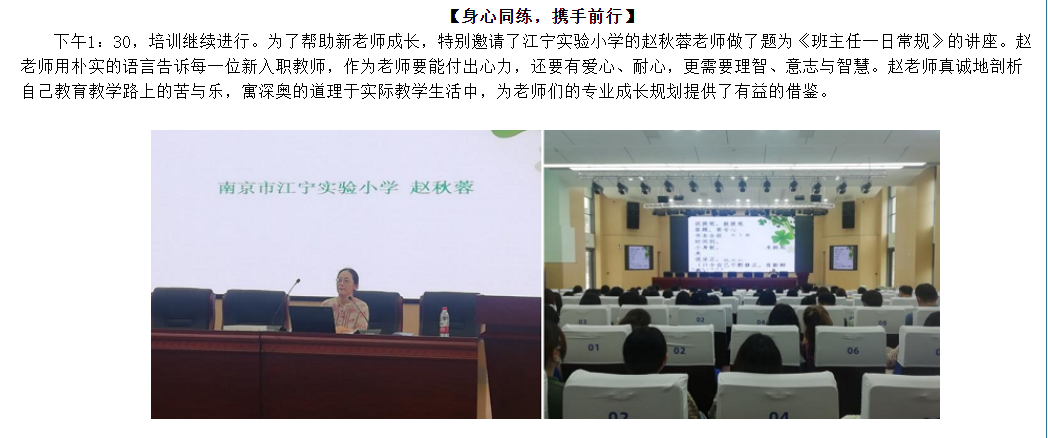 【身心同练，携手前行】
下午1：30，培训继续进行。为了帮助新老师成长，特别邀请了江宁实验小学的赵秋蓉老师做了题为《班主任一日常规》的讲座。赵
老师用朴实的语言告诉每一位新入职教师，作为老师要能付出心力，还要有爱心、耐心，更需要理智、意志与智慧。赵老师真诚地剖析
自己教育教学路上的苦与乐，寓深奥的道理于实际教学生活中，为老师们的专业成长规划提供了有益的借鉴。
南京市江宁实验小学 赵秋蓉
01
02
06
02
04